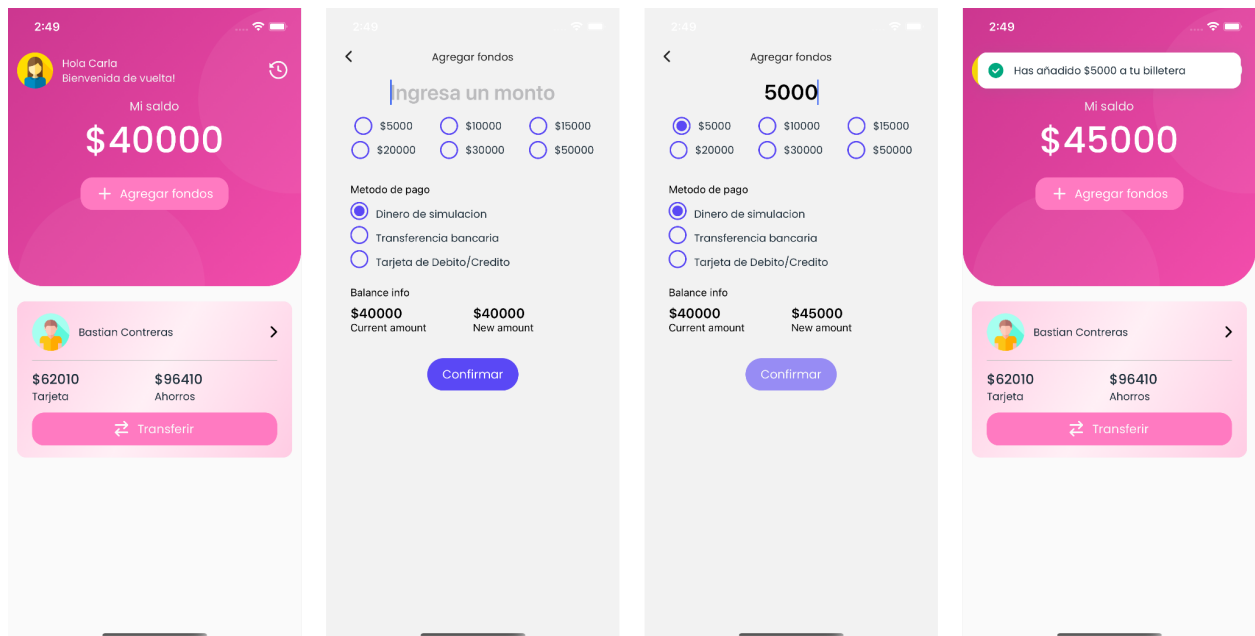 2:49
Hola Carla
Bienvenida de vuelta!
Mi saldo
$40000
+ Agregar fondos
Bastian Contreras
$62010 $96410
Tarjeta Ahorros
Transferir
2:49
Agregar fondos
Ingresa un monto
$5000 $10000 $15000
$20000 $30000 $50000
Metodo de pago
Dinero de simulacion
Transferencia bancaria
Tarjeta de Debito/Credito
Balance info
$40000 $40000
Current amount New amount
Confirmar
2:49
Agregar fondos
5000
$5000 $10000 $15000
$20000 $30000 $50000
Metodo de pago
Dinero de simulacion
Transferencia bancaria
Tarjeta de Debito/Credito
Balance info
$40000 $45000
Current amount New amount
Confirmar
2:49
Has añadido $5000 a tu billetera
Mi saldo
$45000
+ Agregar fondos
Bastian Contreras
$62010 $96410
Tarjeta Ahorros
Transferir